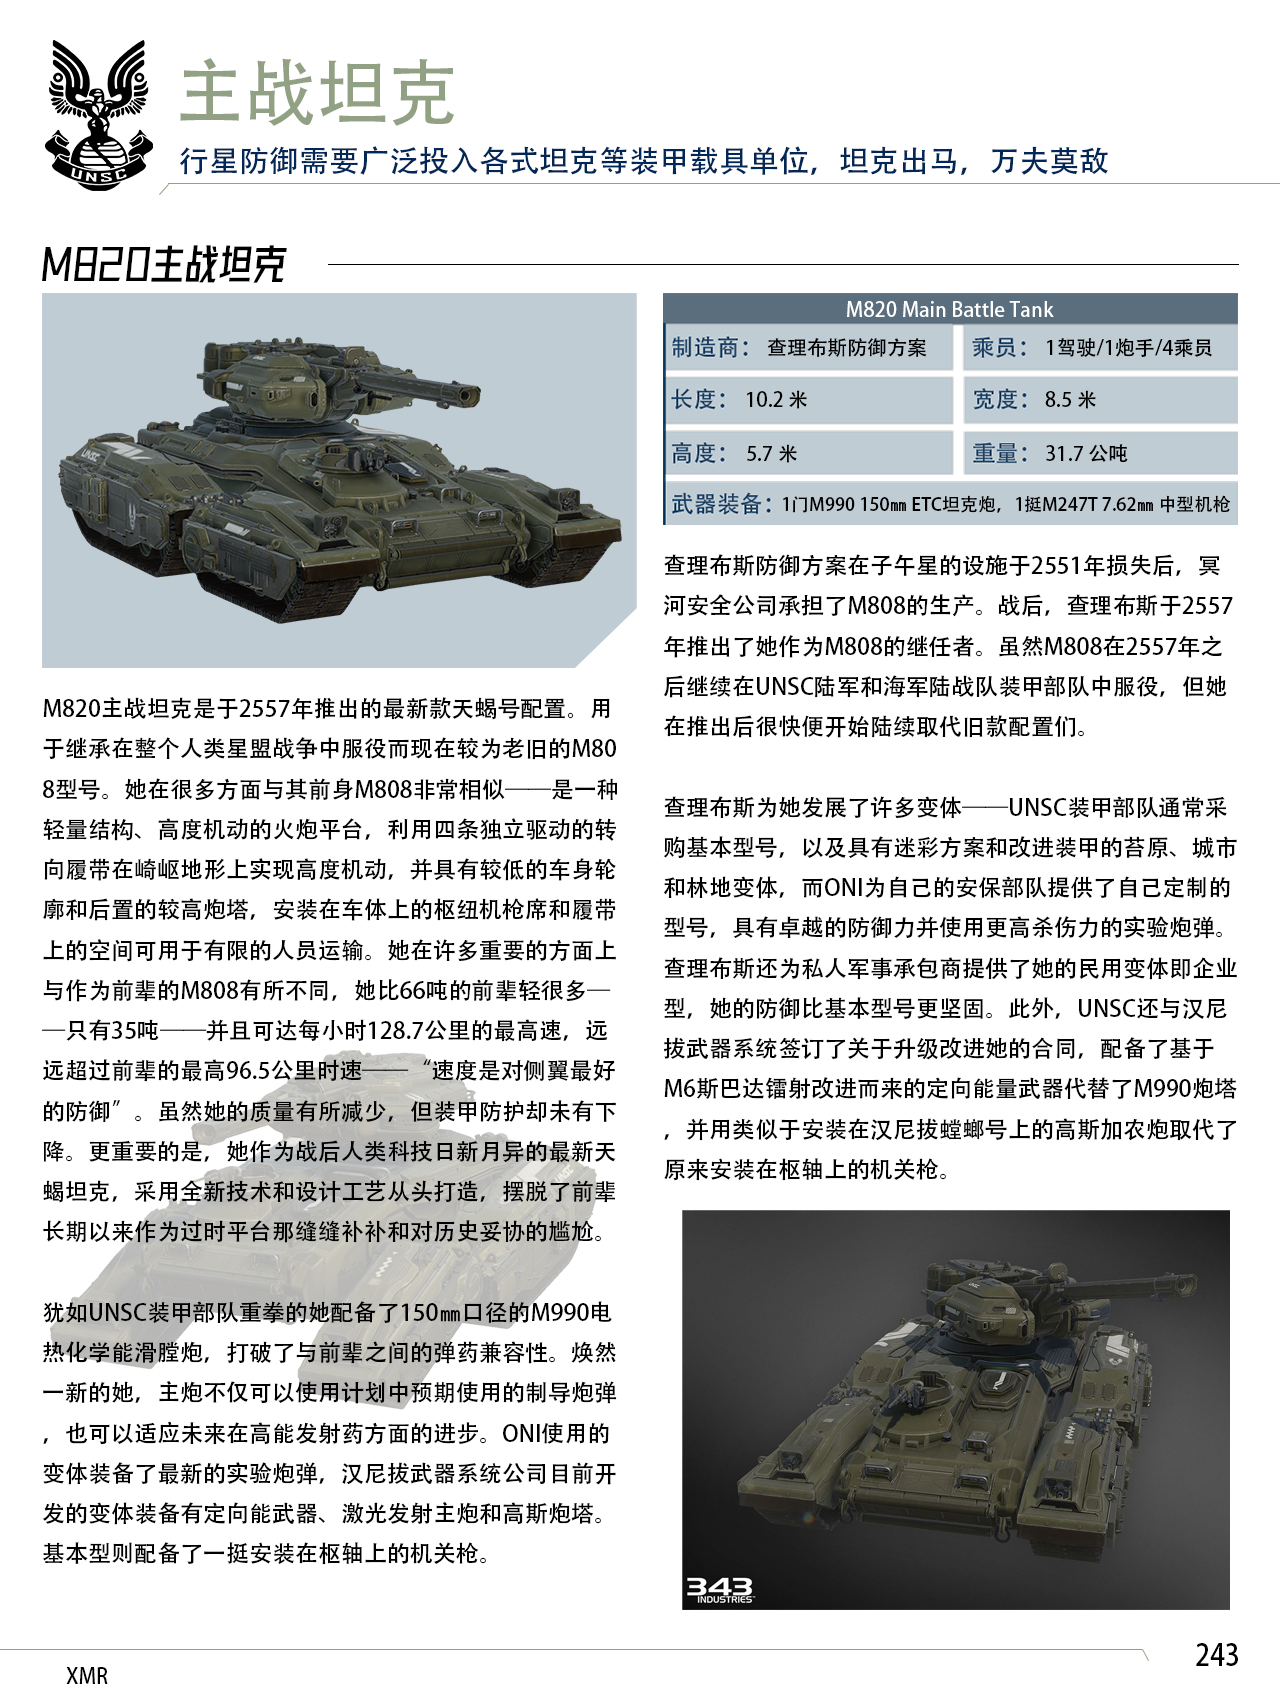 UNSC
主战坦克
行星防御需要广泛投入各式坦克等装甲载具单位，坦克出马，万夫莫敌
M820主战坦克
M820 Main Battle Tank
制造商： 查理布斯防御方案
乘员： 1驾驶/1炮手/4乘员
长度： 10.2 米
宽度： 8.5 米
高度： 5.7 米
重量： 31.7 公吨
武器装备：1门M990 150㎜ ETC坦克炮，1挺M247T 7.62㎜ 中型机枪
M820主战坦克是于2557年推出的最新款天蝎号配置。用
于继承在整个人类星盟战争中服役而现在较为老旧的M80
8型号。她在很多方面与其前身M808非常相似——是一种
轻量结构、高度机动的火炮平台，利用四条独立驱动的转
向履带在崎岖地形上实现高度机动，并具有较低的车身轮
廓和后置的较高炮塔，安装在车体上的枢纽机枪席和履带
上的空间可用于有限的人员运输。她在许多重要的方面上
与作为前辈的M808有所不同，她比66吨的前辈轻很多—
—只有35吨——并且可达每小时128.7公里的最高速，远
远超过前辈的最高96.5公里时速——“速度是对侧翼最好
的防御”。虽然她的质量有所减少，但装甲防护却未有下
降。更重要的是，她作为战后人类科技日新月异的最新天
蝎坦克，采用全新技术和设计工艺从头打造，摆脱了前辈
长期以来作为过时平台那缝缝补补和对历史妥协的尴尬。
犹如UNSC装甲部队重拳的她配备了150㎜口径的M990电
热化学能滑膛炮，打破了与前辈之间的弹药兼容性。焕然
一新的她，主炮不仅可以使用计划中预期使用的制导炮弹
，也可以适应未来在高能发射药方面的进步。ONI使用的
变体装备了最新的实验炮弹，汉尼拔武器系统公司目前开
发的变体装备有定向能武器、激光发射主炮和高斯炮塔。
基本型则配备了一挺安装在枢轴上的机关枪。
查理布斯防御方案在子午星的设施于2551年损失后，冥
河安全公司承担了M808的生产。战后，查理布斯于2557
年推出了她作为M808的继任者。虽然M808在2557年之
后继续在UNSC陆军和海军陆战队装甲部队中服役，但她
在推出后很快便开始陆续取代旧款配置们。
查理布斯为她发展了许多变体——UNSC装甲部队通常采
购基本型号，以及具有迷彩方案和改进装甲的苔原、城市
和林地变体，而ONI为自己的安保部队提供了自己定制的
型号，具有卓越的防御力并使用更高杀伤力的实验炮弹。
查理布斯还为私人军事承包商提供了她的民用变体即企业
型，她的防御比基本型号更坚固。此外，UNSC还与汉尼
拔武器系统签订了关于升级改进她的合同，配备了基于
M6斯巴达镭射改进而来的定向能量武器代替了M990炮塔
，并用类似于安装在汉尼拔螳螂号上的高斯加农炮取代了
原来安装在枢轴上的机关枪。
343
INDUSTRIES
243
XMR